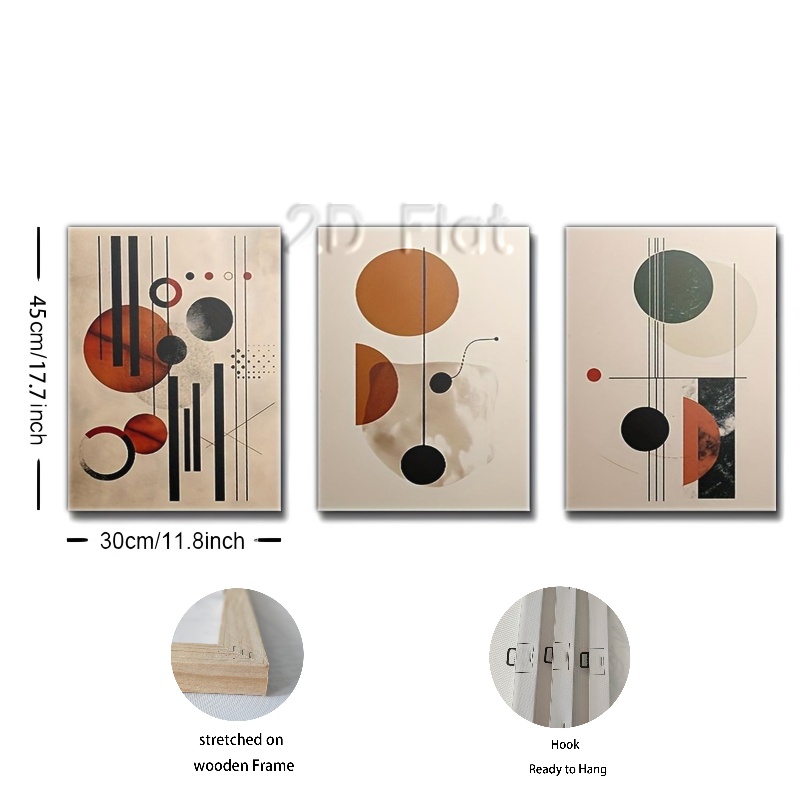 2D Flat
45cm/17.7inch
30cm/11.8inch
stretched on
wooden Frame
Hook
Ready to Hang